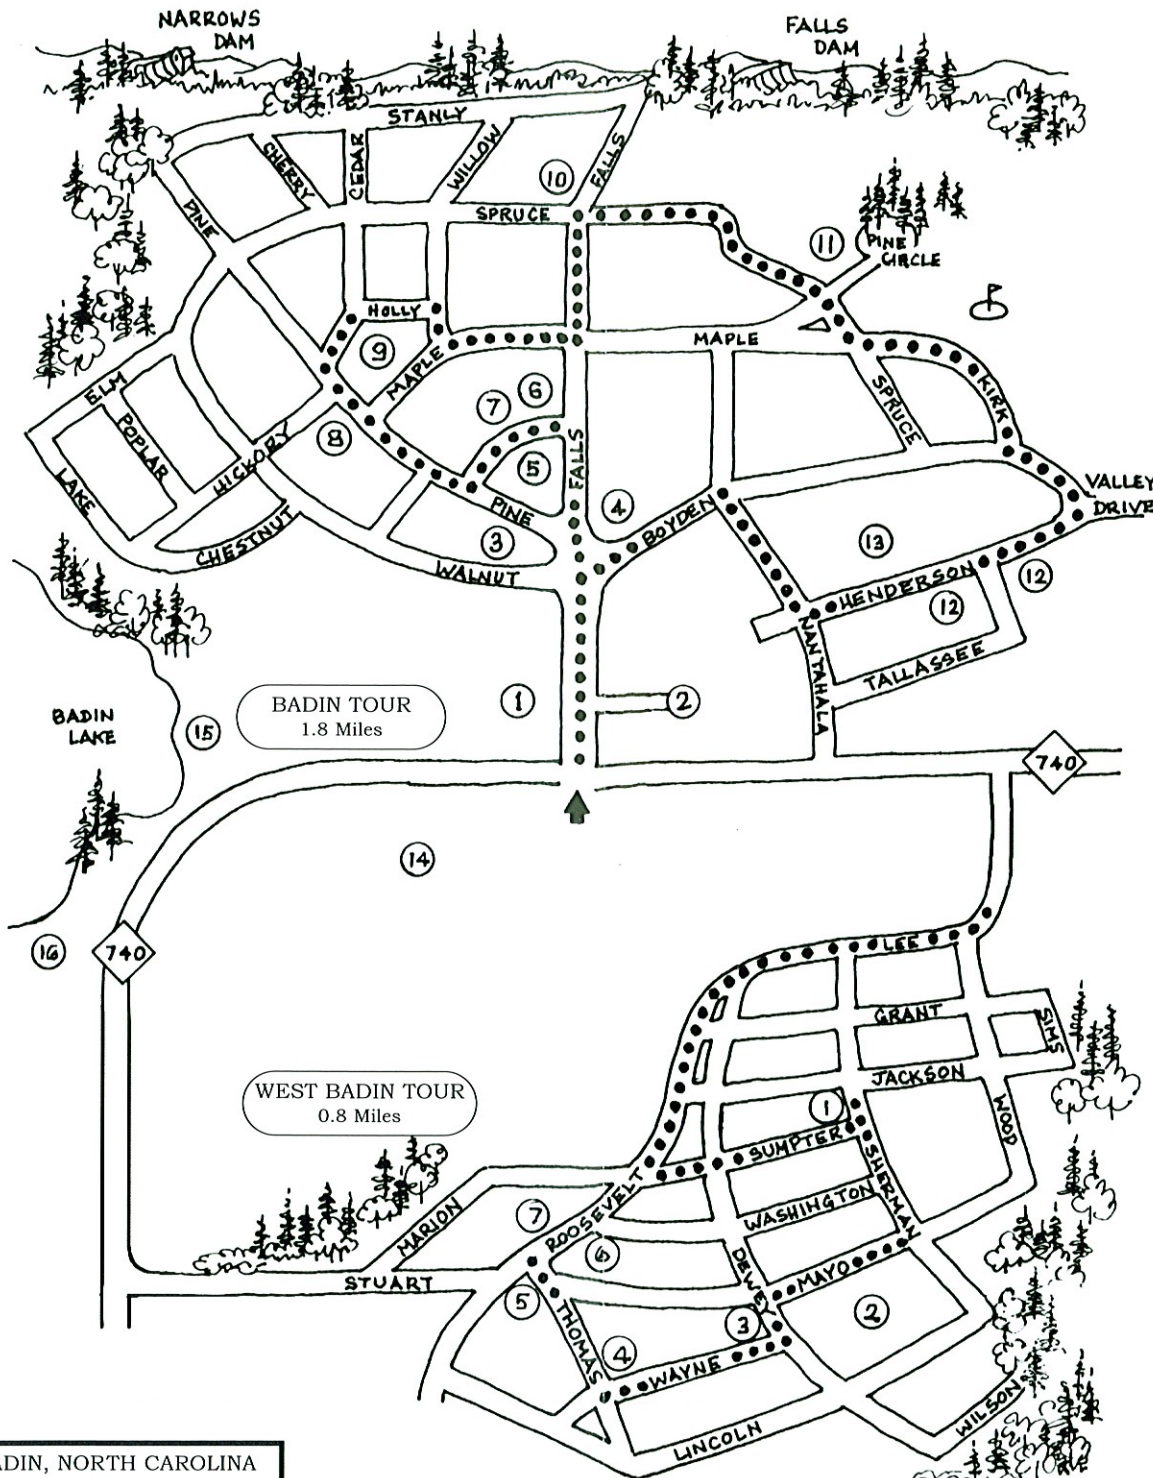 NARROWS
DAM
FALLS
DAM
STANLY
CHERRY
CEDAR
WILLOW
FALLS
10
PINE
SPRUCE
11
PINE
CIRCLE
HOLLY
9
MAPLE
MAPLE
6
7
ELM
POPLAR
SPRUCE
KIRK
8
HICKORY
FALLS
5
LAKE
PINE
4
BOYDEN
VALLEY
DRIVE
CHESTNUT
3
13
WALNUT
HENDERSON
12
12
NANTAHALA
TALLASSEE
BADIN TOUR
1.8 Miles
1
2
BADIN
LAKE
15
740
14
16
740
LEE
GRANT
SIMS
JACKSON
WEST BADIN TOUR
0.8 Miles
1
WOOD
SUMPTER
SHERMAN
MARION
7
ROOSEVELT
WASHINGTON
6
DEWEY
MAYO
STUART
5
THOMAS
3
2
4
WAYNE
WILSON
LINCOLN
ADIN, NORTH CAROLINA